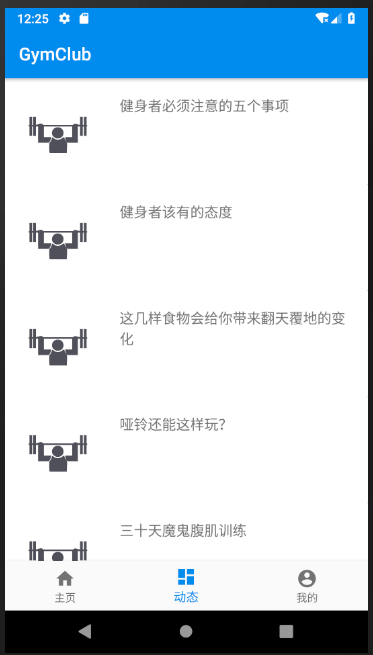 12:25
GymClub
健身者必须注意的五个事项
健身者该有的态度
这几样食物会给你带来翻天覆地的变
化
哑铃还能这样玩？
三十天魔鬼腹肌训练
主页
动态
我的